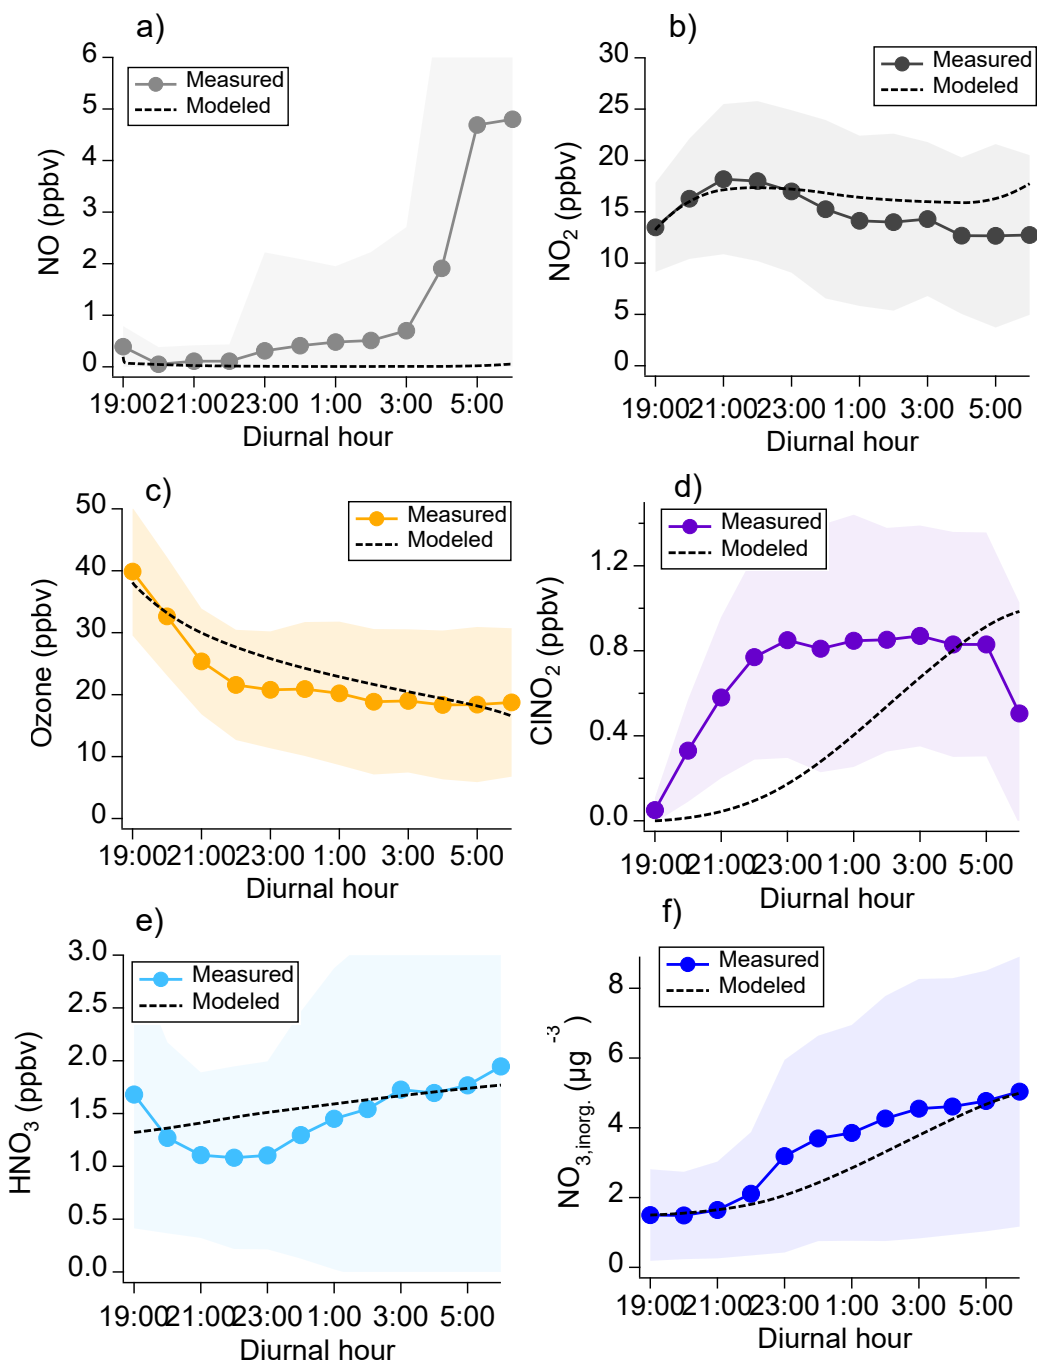 a)
6
5
4
3
2
1
0
NO (ppbv)
Measured
Modeled
19:00 21:00 23:00 1:00 3:00 5:00
Diurnal hour
b)
30
25
20
15
10
5
0
NO2 (ppbv)
Measured
Modeled
19:00 21:00 23:00 1:00 3:00 5:00
Diurnal hour
c)
50
40
30
20
10
0
Ozone (ppbv)
Measured
Modeled
19:00 21:00 23:00 1:00 3:00 5:00
Diurnal hour
d)
1.2
0.8
0.4
0.0
ClNO2 (ppbv)
Measured
Modeled
19:00 21:00 23:00 1:00 3:00 5:00
Diurnal hour
e)
3.0
2.5
2.0
1.5
1.0
0.5
0.0
HNO3 (ppbv)
Measured
Modeled
19:00 21:00 23:00 1:00 3:00 5:00
Diurnal hour
f)
8
6
4
2
0
NO3,inorg. (µg -3)
Measured
Modeled
19:00 21:00 23:00 1:00 3:00 5:00
Diurnal hour